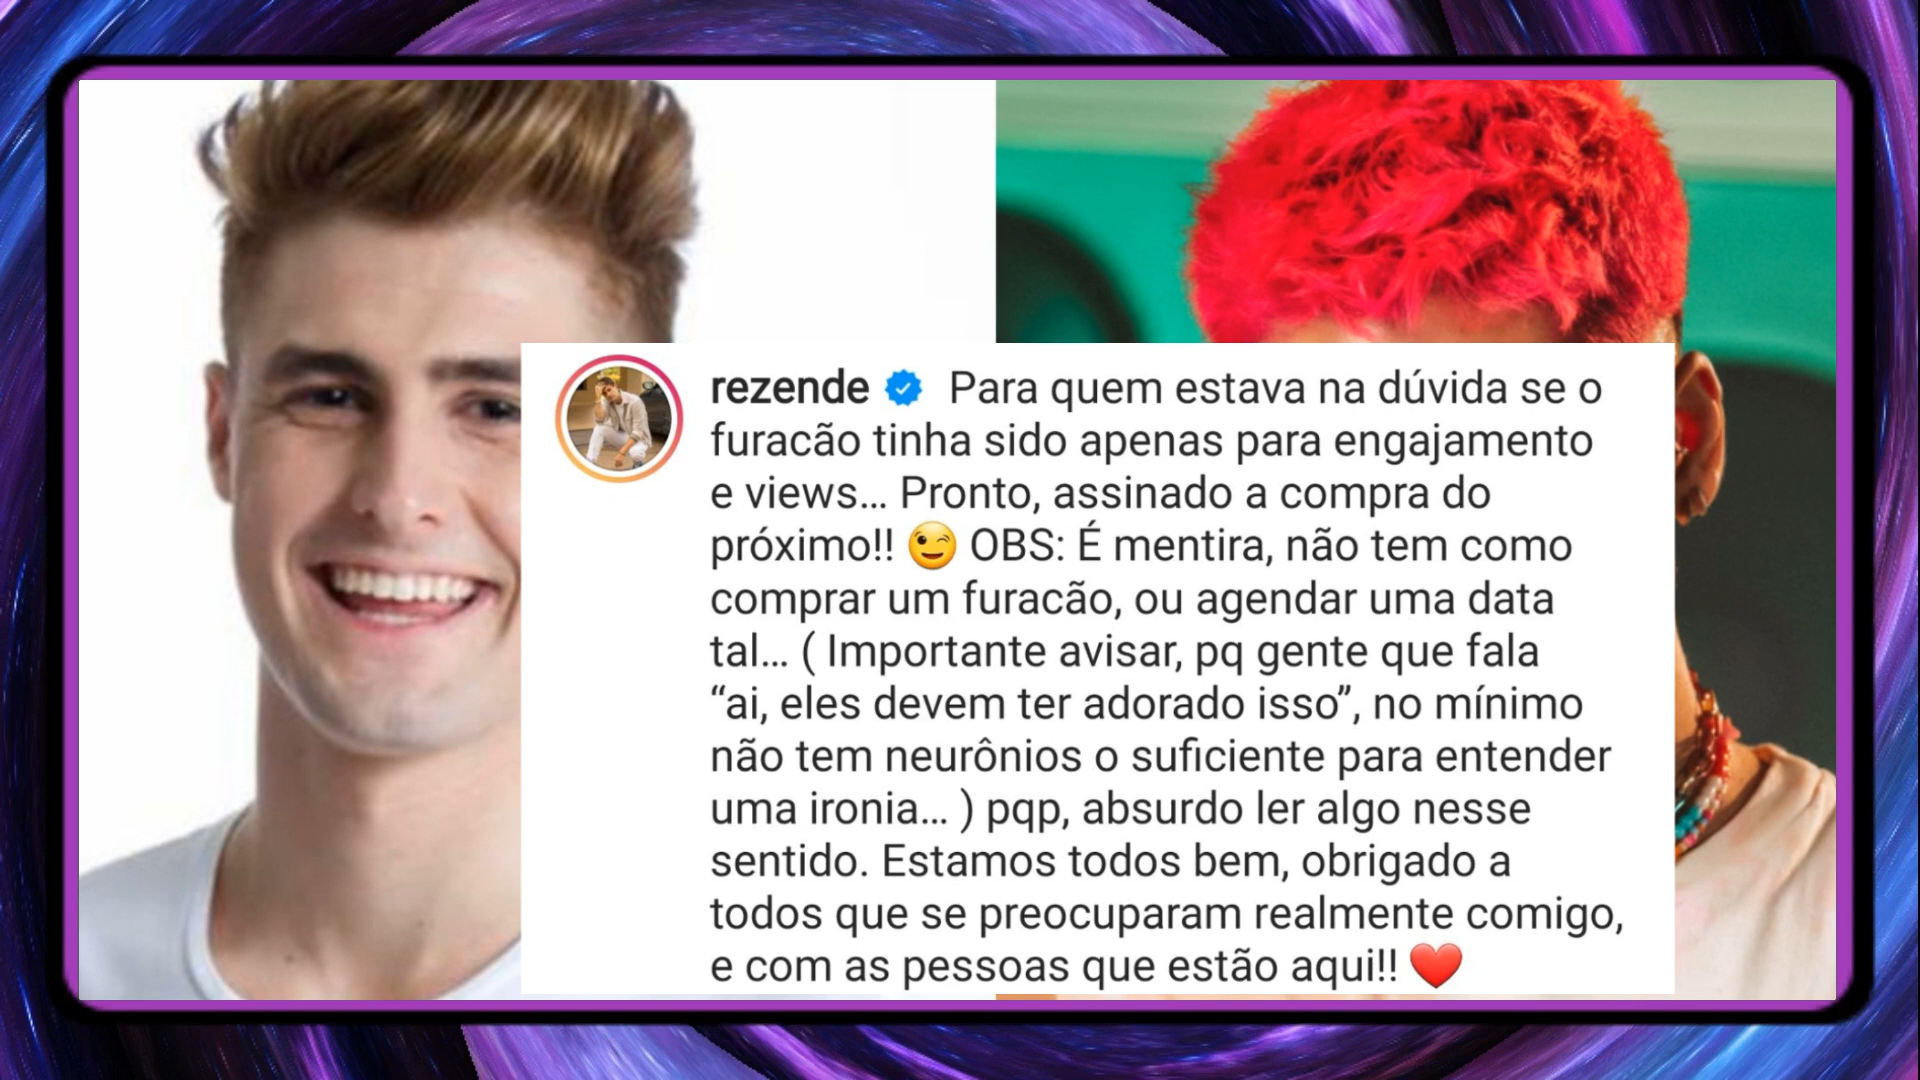 rezende Para quem estava na dúvida se o
furacão tinha sido apenas para engajamento
e views... Pronto, assinado a compra do
próximo!! 😉 OBS: É mentira, não tem como
comprar um furacão, ou agendar uma data
tal... ( Importante avisar, pq gente que fala
“ai, eles devem ter adorado isso”, no mínimo
não tem neurônios o suficiente para entender
uma ironia... ) pqp, absurdo ler algo nesse
sentido. Estamos todos bem, obrigado a
todos que se preocuparam realmente comigo,
e com as pessoas que estão aqui!! ❤️